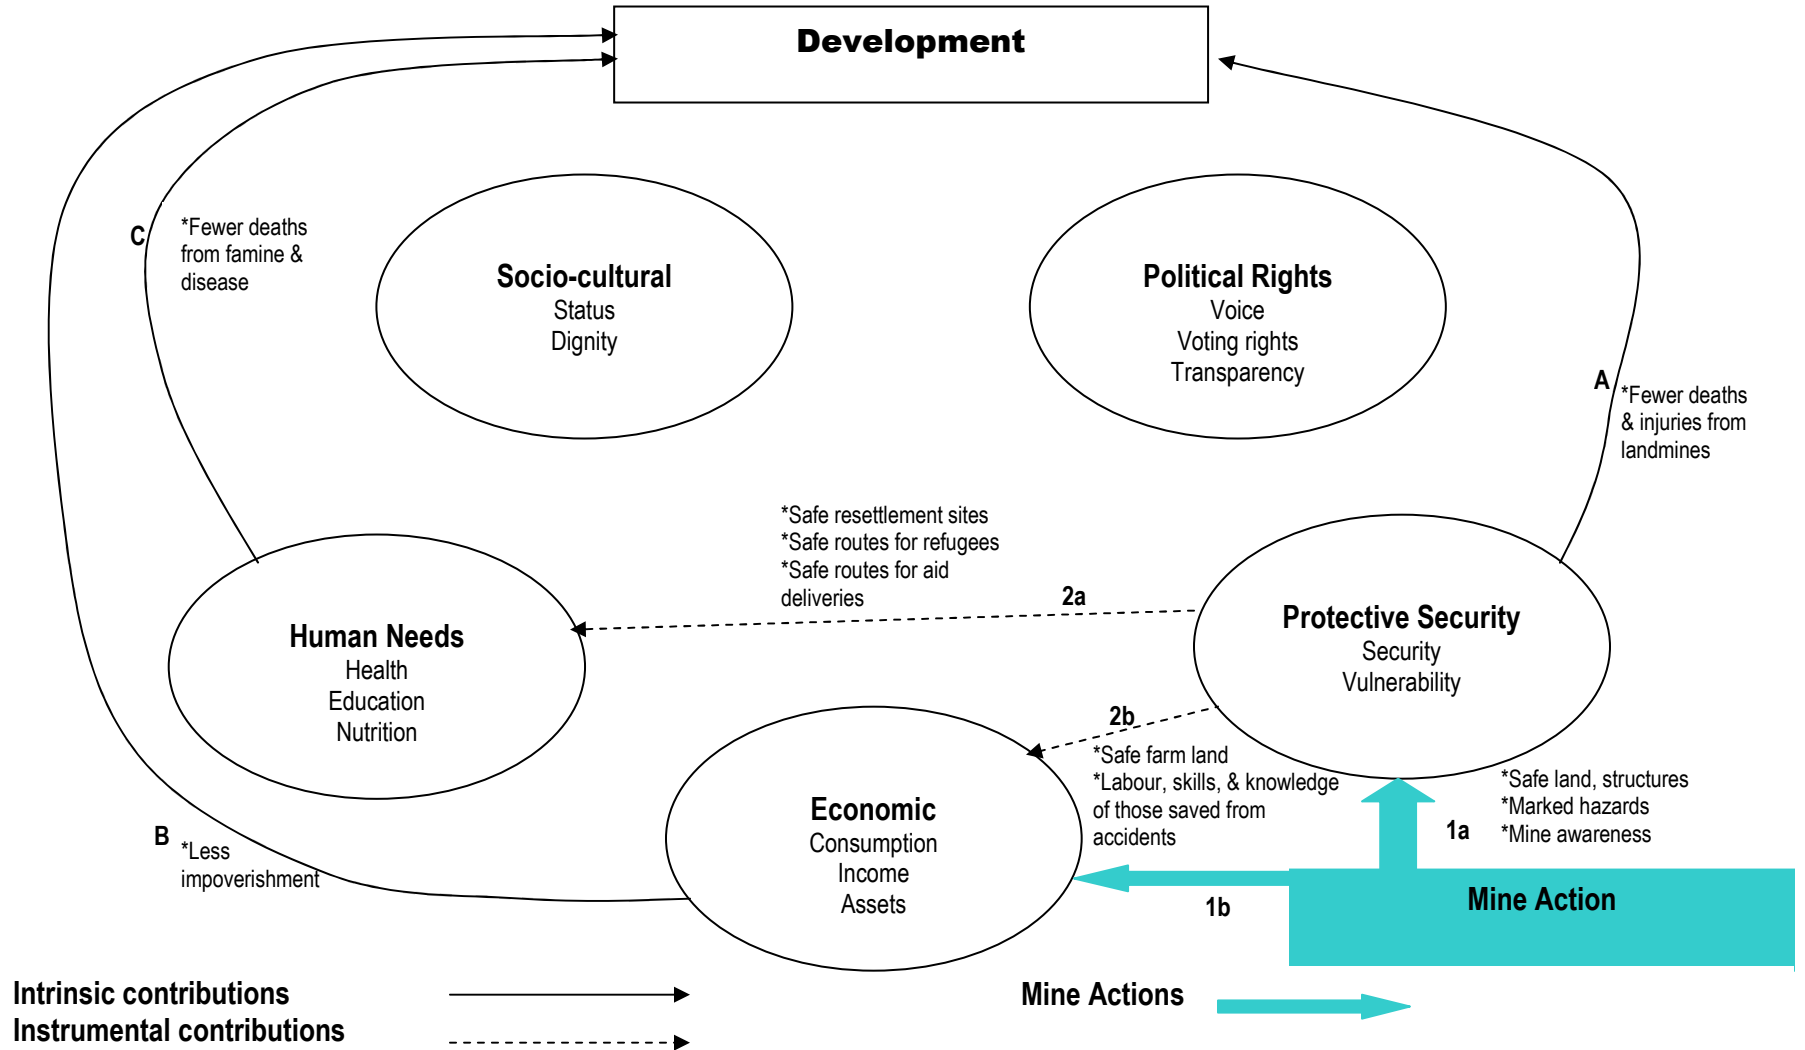 Development
C
*Fewer deaths
from famine &
disease
Socio-cultural
Status
Dignity
Political Rights
Voice
Voting rights
Transparency
A
*Fewer deaths
& injuries from
landmines
*Safe resettlement sites
*Safe routes for refugees
*Safe routes for aid
deliveries
2a
Human Needs
Health
Education
Nutrition
Protective Security
Security
Vulnerability
2b
*Safe farm land
*Labour, skills, & knowledge
of those saved from
accidents
*Safe land, structures
*Marked hazards
*Mine awareness
1a
Economic
Consumption
Income
Assets
B
*Less
impoverishment
1b
Mine Action
Intrinsic contributions
Instrumental contributions
Mine Actions